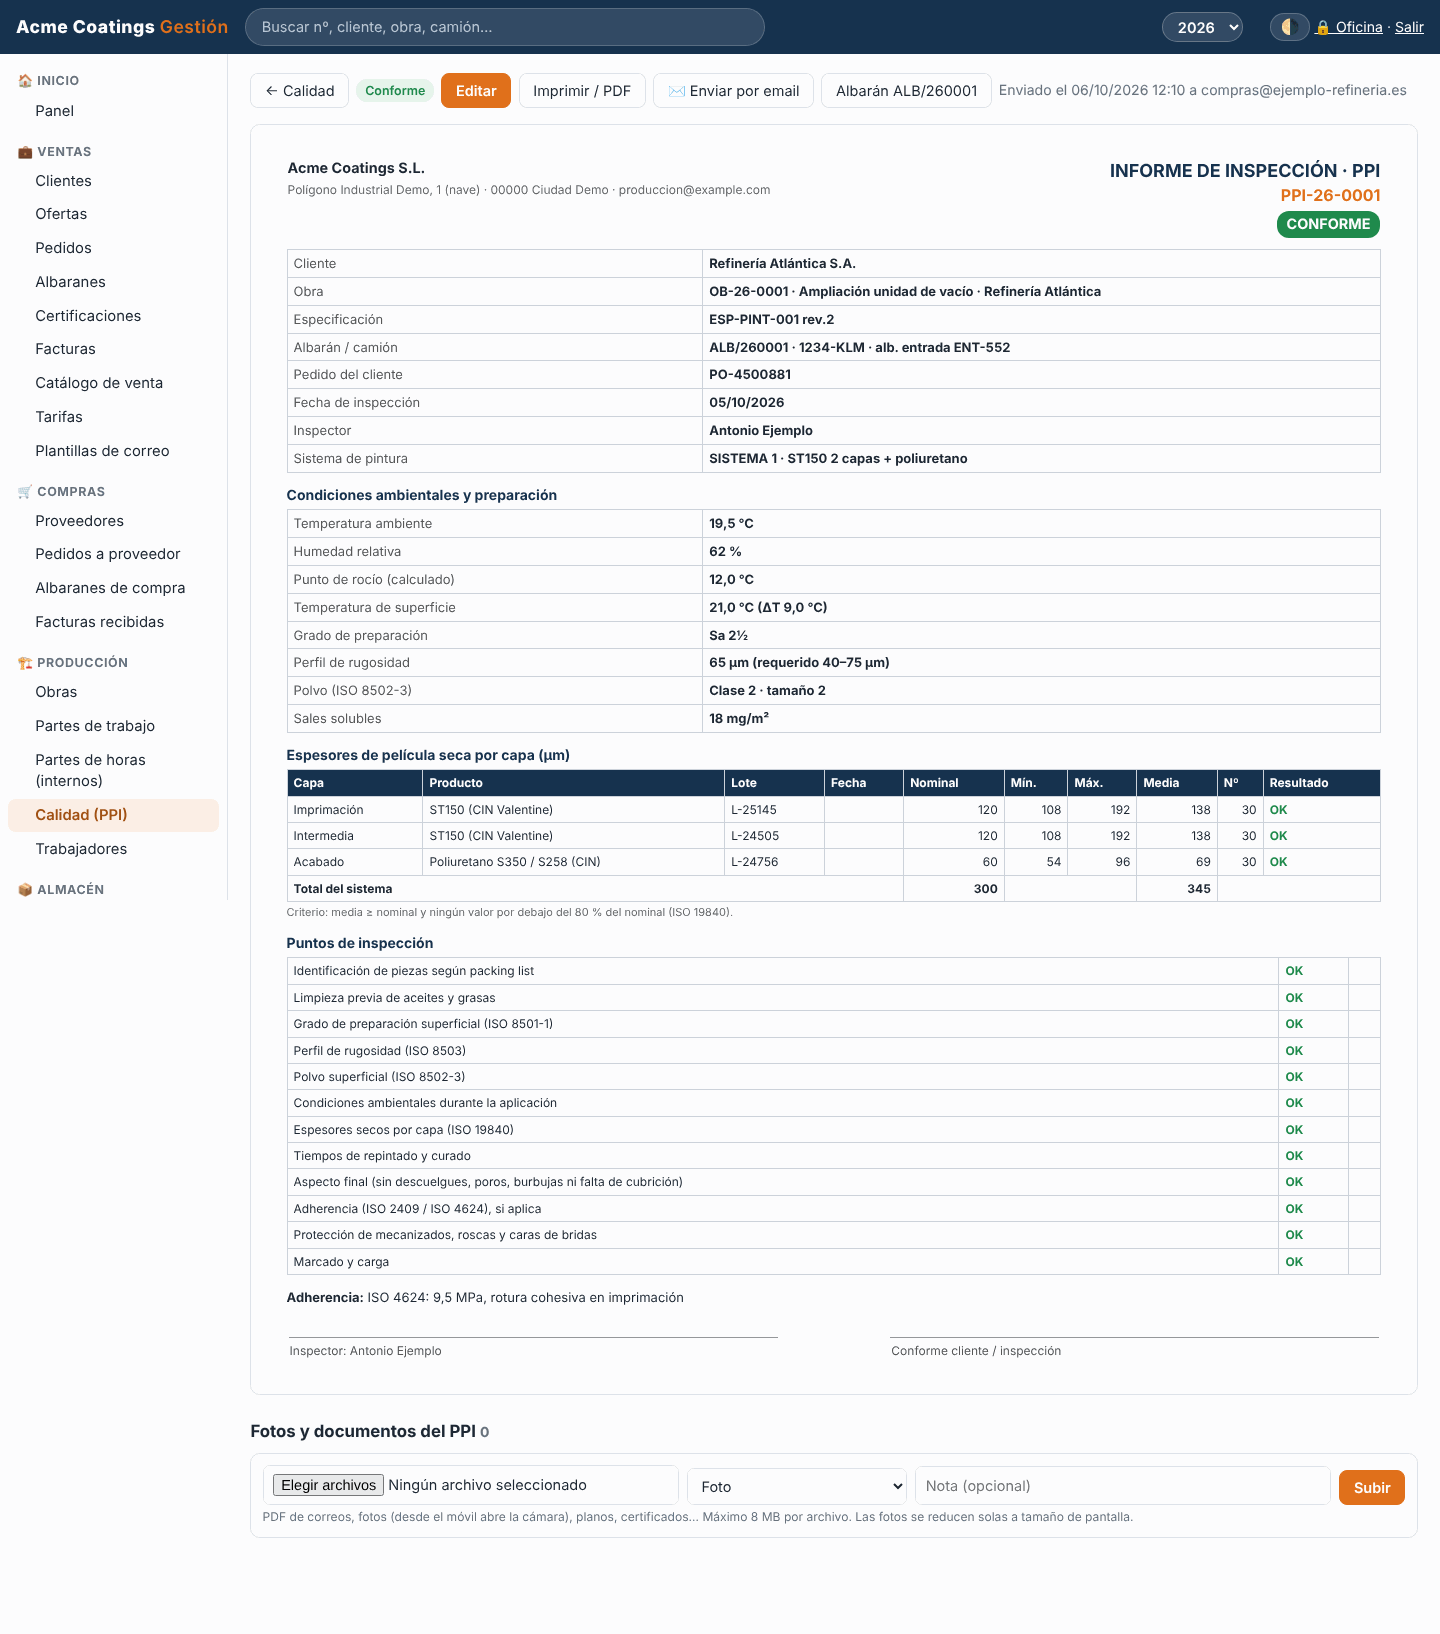 Acme Coatings Gestión
Buscar nº, cliente, obra, camión...
2026
Oficina · Salir
INICIO
Panel
VENTAS
Clientes
Ofertas
Pedidos
Albaranes
Certificaciones
Facturas
Catálogo de venta
Tarifas
Plantillas de correo
COMPRAS
Proveedores
Pedidos a proveedor
Albaranes de compra
Facturas recibidas
PRODUCCIÓN
Obras
Partes de trabajo
Partes de horas
(internos)
Calidad (PPI)
Trabajadores
ALMACÉN
← Calidad Conforme Editar Imprimir / PDF Enviar por email Albarán ALB/260001 Enviado el 06/10/2026 12:10 a compras@ejemplo-refineria.es
Acme Coatings S.L.
Polígono Industrial Demo, 1 (nave) · 00000 Ciudad Demo · produccion@example.com
INFORME DE INSPECCIÓN · PPI
PPI-26-0001
CONFORME
Cliente Refinería Atlántica S.A.
Obra OB-26-0001 · Ampliación unidad de vacío · Refinería Atlántica
Especificación ESP-PINT-001 rev.2
Albarán / camión ALB/260001 · 1234-KLM · alb. entrada ENT-552
Pedido del cliente PO-4500881
Fecha de inspección 05/10/2026
Inspector Antonio Ejemplo
Sistema de pintura SISTEMA 1 · ST150 2 capas + poliuretano
Condiciones ambientales y preparación
Temperatura ambiente 19,5 °C
Humedad relativa 62 %
Punto de rocío (calculado) 12,0 °C
Temperatura de superficie 21,0 °C (ΔT 9,0 °C)
Grado de preparación Sa 2½
Perfil de rugosidad 65 µm (requerido 40–75 µm)
Polvo (ISO 8502-3) Clase 2 · tamaño 2
Sales solubles 18 mg/m²
Espesores de película seca por capa (µm)
Capa Producto Lote Fecha Nominal Mín. Máx. Media Nº Resultado
Imprimación ST150 (CIN Valentine) L-25145 120 108 192 138 30 OK
Intermedia ST150 (CIN Valentine) L-24505 120 108 192 138 30 OK
Acabado Poliuretano S350 / S258 (CIN) L-24756 60 54 96 69 30 OK
Total del sistema 300 345
Criterio: media ≥ nominal y ningún valor por debajo del 80 % del nominal (ISO 19840).
Puntos de inspección
Identificación de piezas según packing list OK
Limpieza previa de aceites y grasas OK
Grado de preparación superficial (ISO 8501-1) OK
Perfil de rugosidad (ISO 8503) OK
Polvo superficial (ISO 8502-3) OK
Condiciones ambientales durante la aplicación OK
Espesores secos por capa (ISO 19840) OK
Tiempos de repintado y curado OK
Aspecto final (sin descuelgues, poros, burbujas ni falta de cubrición) OK
Adherencia (ISO 2409 / ISO 4624), si aplica OK
Protección de mecanizados, roscas y caras de bridas OK
Marcado y carga OK
Adherencia: ISO 4624: 9,5 MPa, rotura cohesiva en imprimación
Inspector: Antonio Ejemplo
Conforme cliente / inspección
Fotos y documentos del PPI 0
Elegir archivos Ningún archivo seleccionado Foto Nota (opcional) Subir
PDF de correos, fotos (desde el móvil abre la cámara), planos, certificados... Máximo 8 MB por archivo. Las fotos se reducen solas a tamaño de pantalla.